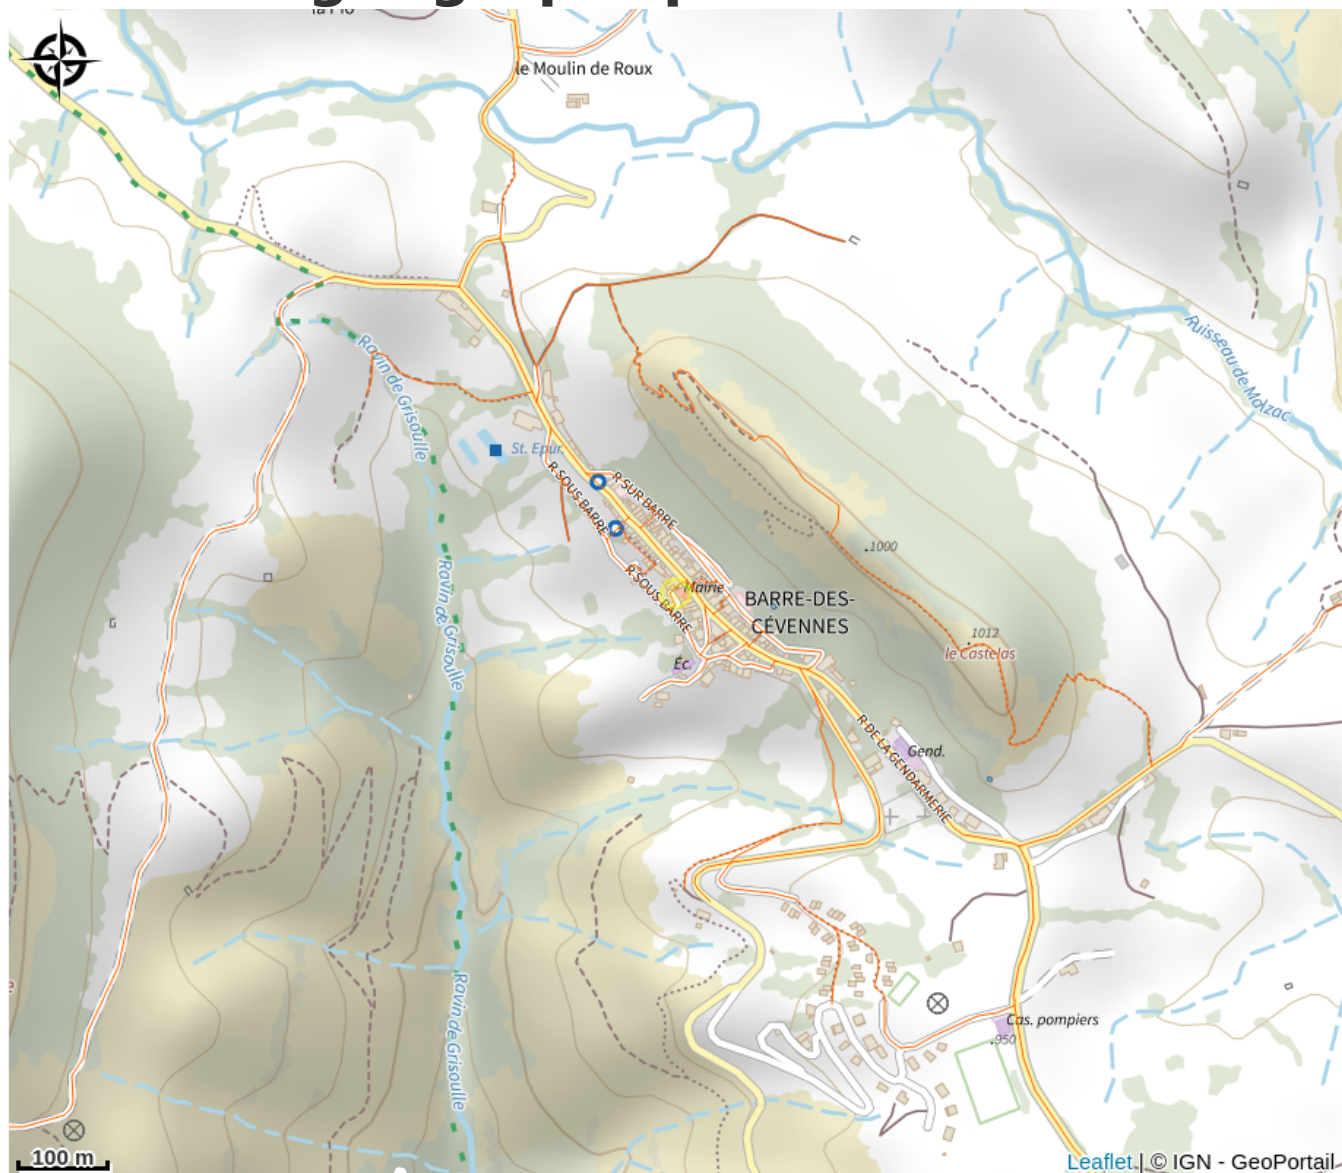 le Moulin de Roux
Ruisseau de Malzac
Ravin de Grisoulle
St. Epur.
R SUR BARRE
R SOUS BARRE
.1000
Ravin de Grisoulle
R SOUS BARRE
Mairie
BARRE-DES-
CÉVENNES
1012
le Castelas
Éc.
R DE LA GENDARMERIE
Gend.
Ravin de Grisoulle
Cas. pompiers
.950
100 m
Leaflet | © IGN - GeoPortail